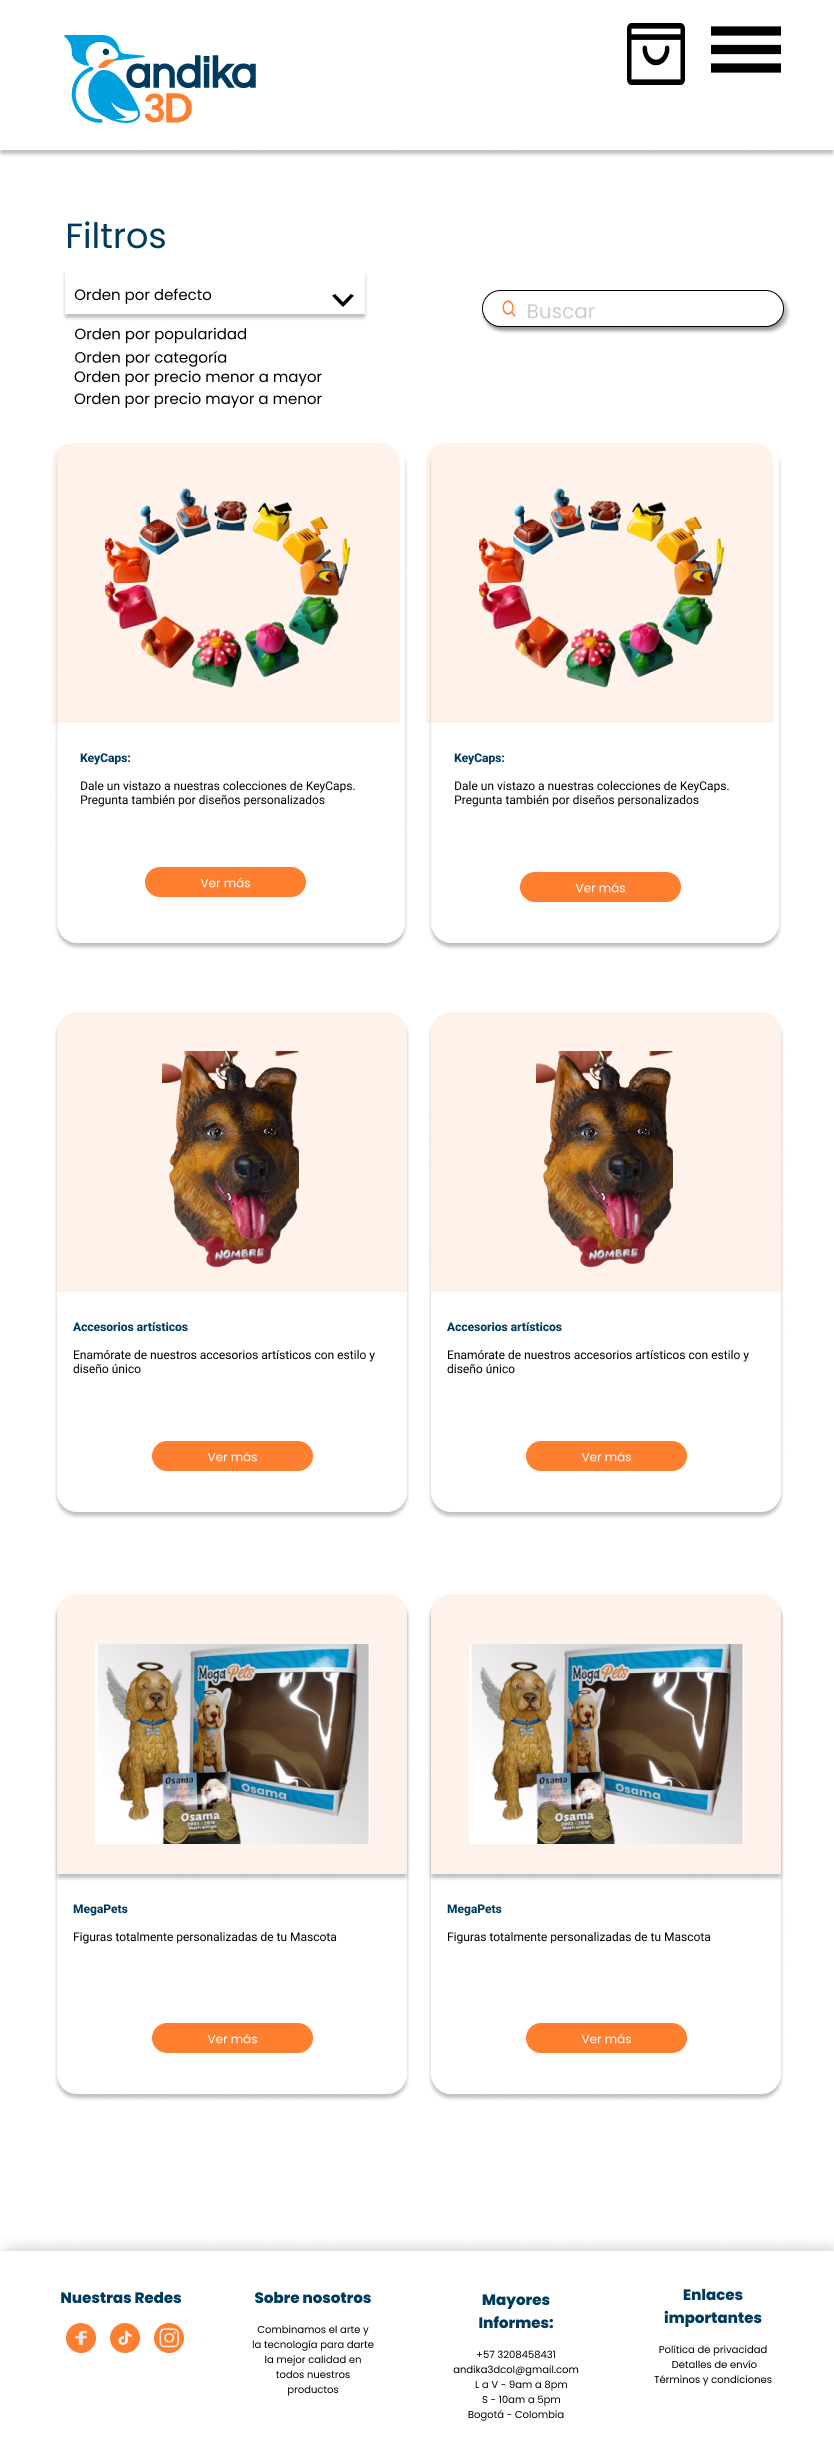 andika
3D
Filtros
Orden por defecto
Buscar
Orden por popularidad
Orden por categoría
Orden por precio menor a mayor
Orden por precio mayor a menor
KeyCaps:
Dale un vistazo a nuestras colecciones de KeyCaps.
Pregunta también por diseños personalizados
Ver más
KeyCaps:
Dale un vistazo a nuestras colecciones de KeyCaps.
Pregunta también por diseños personalizados
Ver más
NOMBRE
Accesorios artísticos
Enamórate de nuestros accesorios artísticos con estilo y
diseño único
Ver más
NOMBRE
Accesorios artísticos
Enamórate de nuestros accesorios artísticos con estilo y
diseño único
Ver más
Mega Pets
Osama
Osama
Osama
MegaPets
Figuras totalmente personalizadas de tu Mascota
Ver más
Mega Pets
Osama
Osama
Osama
MegaPets
Figuras totalmente personalizadas de tu Mascota
Ver más
Nuestras Redes
Sobre nosotros
Combinamos el arte y
la tecnología para darte
la mejor calidad en
todos nuestros
productos
Mayores
Informes:
+57 3208458431
andika3dcol@gmail.com
L a V - 9am a 8pm
S - 10am a 5pm
Bogotá - Colombia
Enlaces
importantes
Política de privacidad
Detalles de envío
Términos y condiciones